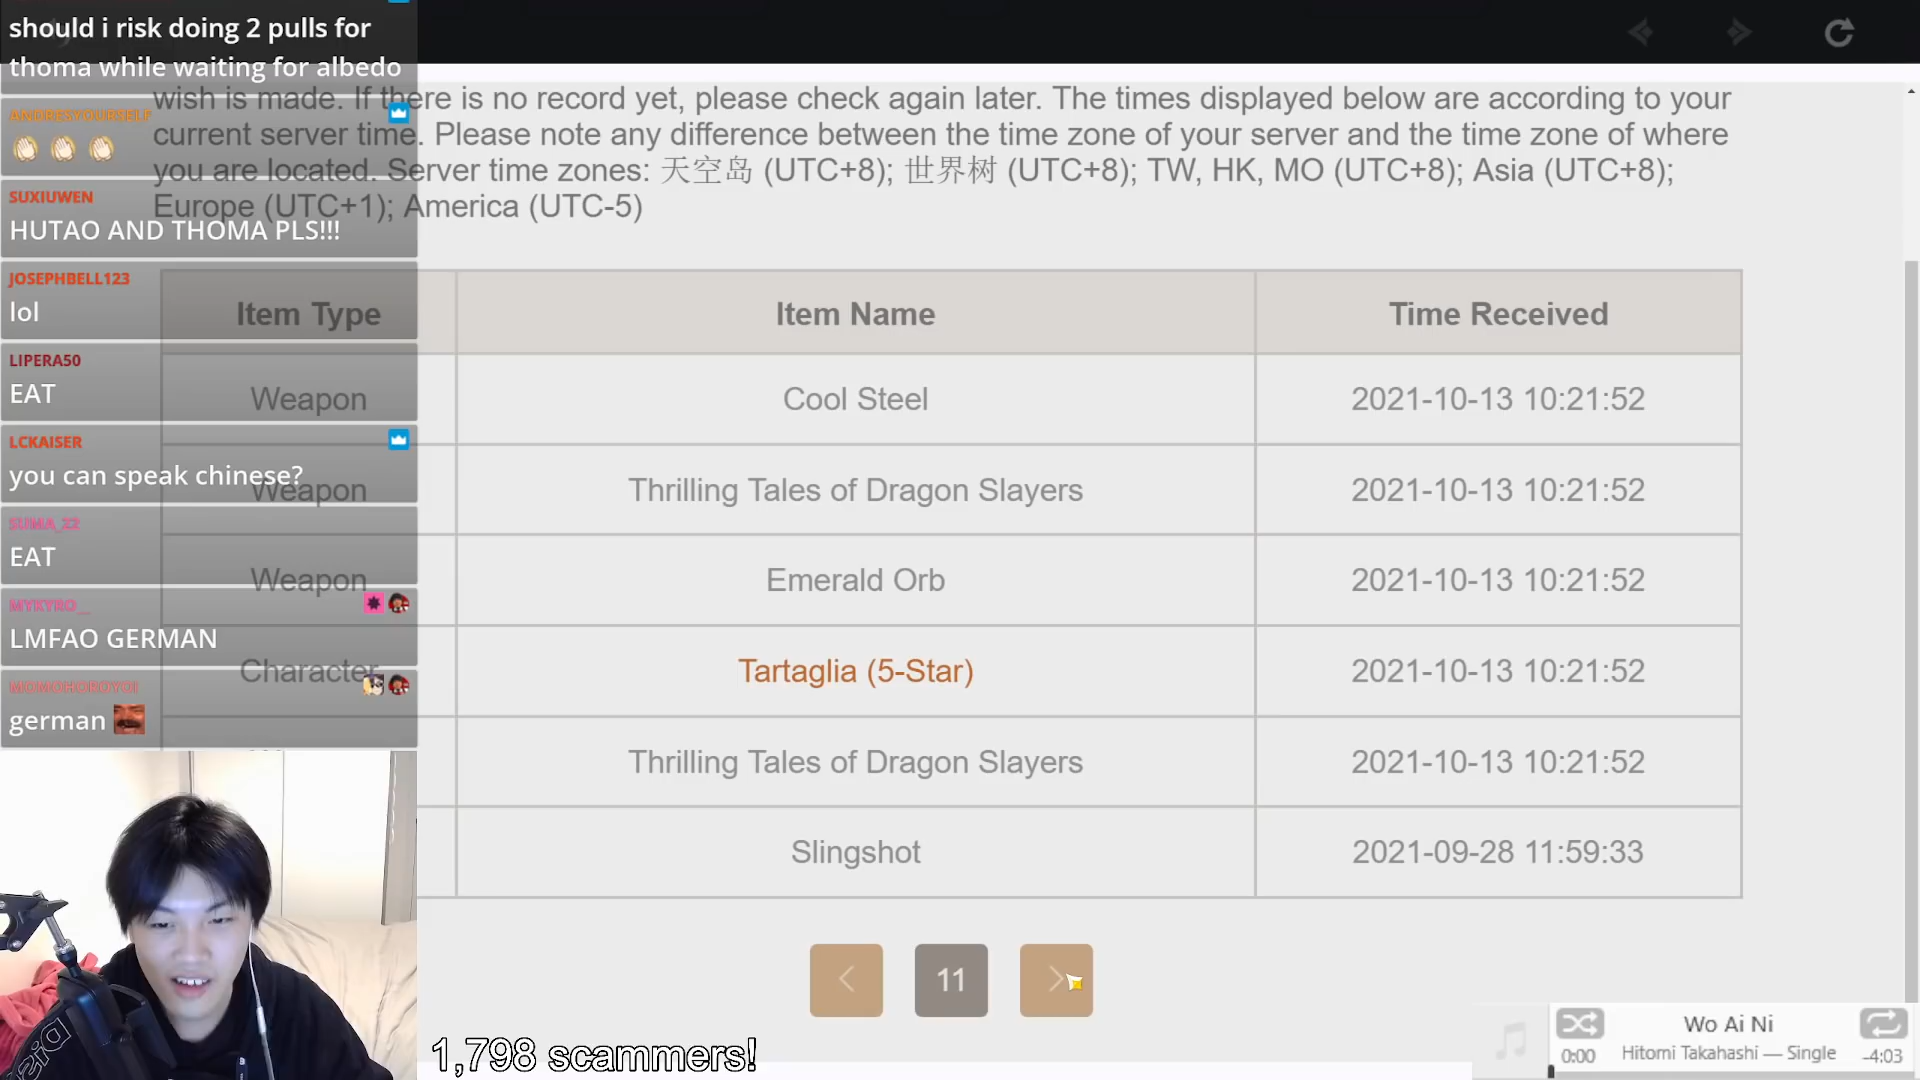 should i risk doing 2 pulls for
thoma while waiting for albedo
ANDRESYOURSELF
SUXIUWEN
HUTAO AND THOMA PLS!!!
JOSEPHBELL123
lol
LIPERA50
EAT
LCKAISER
you can speak chinese?
SUMA_22
EAT
MYKYRO__
LMFAO GERMAN
german
wish is made. If there is no record yet, please check again later. The times displayed below are according to your
current server time. Please note any difference between the time zone of your server and the time zone of where
you are located. Server time zones: 天空岛 (UTC+8); 世界树 (UTC+8); TW, HK, MO (UTC+8); Asia (UTC+8);
Europe (UTC+1); America (UTC-5)
Item Type Item Name Time Received
Weapon Cool Steel 2021-10-13 10:21:52
Weapon Thrilling Tales of Dragon Slayers 2021-10-13 10:21:52
Weapon Emerald Orb 2021-10-13 10:21:52
Character Tartaglia (5-Star) 2021-10-13 10:21:52
Thrilling Tales of Dragon Slayers 2021-10-13 10:21:52
Slingshot 2021-09-28 11:59:33
11
1,798 scammers!
Wo Ai Ni
0:00 Hitomi Takahashi — Single -4:03